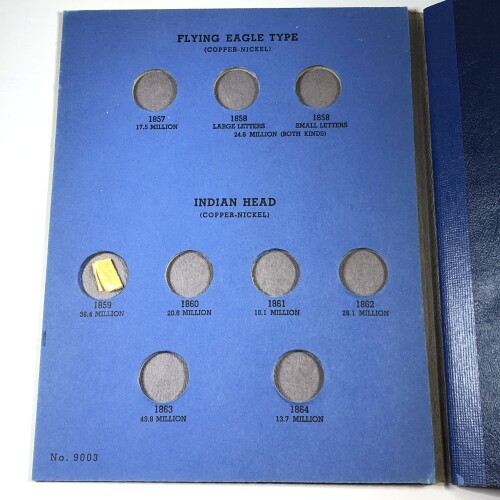 FLYING EAGLE TYPE
(COPPER-NICKEL)
1857
17.5 MILLION
1858
LARGE LETTERS
1858
SMALL LETTERS
24.6 MILLION (BOTH KINDS)
INDIAN HEAD
(COPPER-NICKEL)
1859
36.4 MILLION
1860
20.6 MILLION
1861
10.1 MILLION
1862
28.1 MILLION
1863
49.8 MILLION
1864
13.7 MILLION
No. 9003